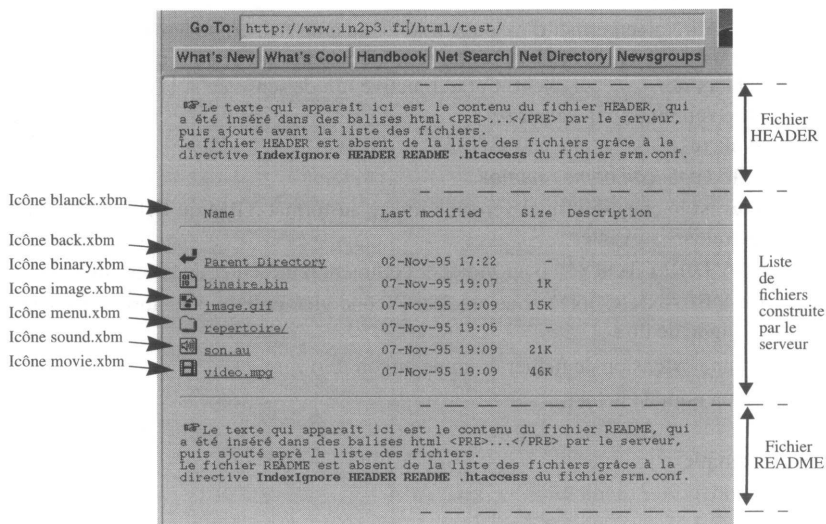 Go To: http://www.in2p3.fr/html/test/
What's New What's Cool Handbook Net Search Net Directory Newsgroups
Le texte qui apparaît ici est le contenu du fichier HEADER, qui
a été inséré dans des balises html <PRE>...</PRE> par le serveur,
puis ajouté avant la liste des fichiers.
Le fichier HEADER est absent de la liste des fichiers grâce à la
directive IndexIgnore HEADER README .htaccess du fichier srm.conf.
Fichier
HEADER
Icône blanck.xbm
Name Last modified Size Description
Icône back.xbm
Parent Directory 02-Nov-95 17:22 -
Icône binary.xbm
binaire.bin 07-Nov-95 19:07 1K
Icône image.xbm
image.gif 07-Nov-95 19:09 15K
Icône menu.xbm
repertoire/ 07-Nov-95 19:06 -
Icône sound.xbm
son.au 07-Nov-95 19:09 21K
Icône movie.xbm
video.mpg 07-Nov-95 19:09 46K
Liste
de
fichiers
construite
par le
serveur
Le texte qui apparaît ici est le contenu du fichier README, qui
a été inséré dans des balises html <PRE>...</PRE> par le serveur,
puis ajouté aprè la liste des fichiers.
Le fichier README est absent de la liste des fichiers grâce à la
directive IndexIgnore HEADER README .htaccess du fichier srm.conf.
Fichier
README